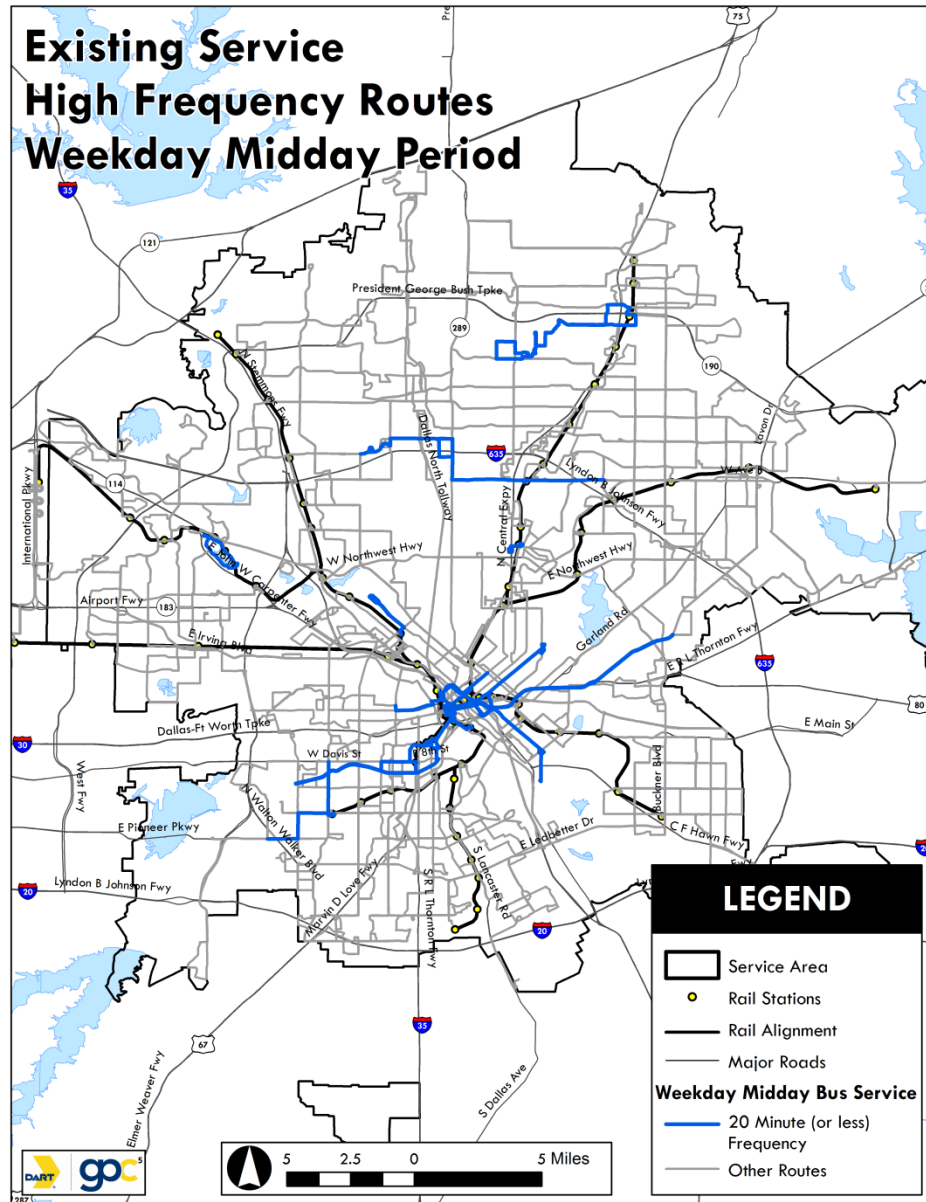 Existing Service
High Frequency Routes
Weekday Midday Period
75
35
121
President George Bush Tpke
289
190
N Stemmons Fwy
Dallas North Tollway
Lavon Dr
635
Lyndon B Johnson Fwy
114
International Pkwy
N Central Expy
W Northwest Hwy
E Northwest Hwy
E John W Carpenter Fwy
Airport Fwy
183
E Irving Blvd
Garland Rd
E R L Thornton Fwy
635
80
Dallas-Ft Worth Tpke
E Main St
30
W Davis St
E 8th St
West Fwy
Buckner Blvd
N Walton Walker Blvd
E Pioneer Pkwy
C F Hawn Fwy
E Ledbetter Dr
20
Lyndon B Johnson Fwy
20
Marvin D Love Fwy
S R L Thornton Fwy
S Lancaster Rd
20
35
67
Elmer Weaver Fwy
S Dallas Ave
LEGEND
Service Area
Rail Stations
Rail Alignment
Major Roads
Weekday Midday Bus Service
20 Minute (or less)
Frequency
Other Routes
DART
gpc
5
5 2.5 0 5 Miles
287